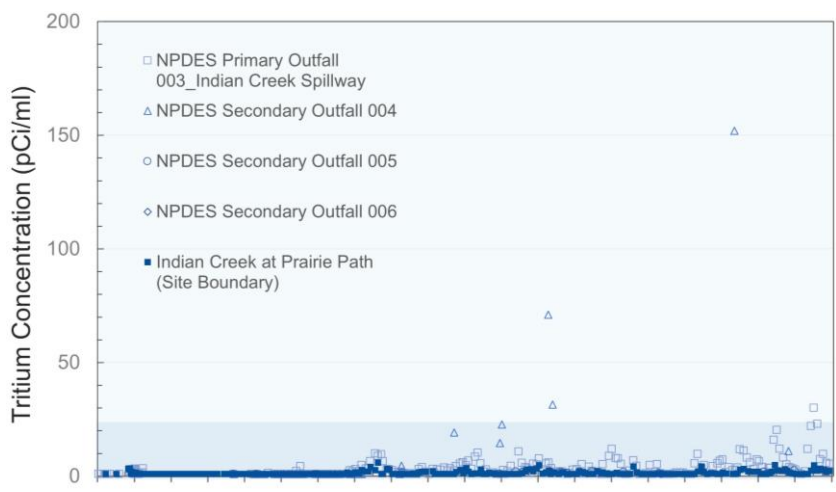 200
150
100
50
0
Tritium Concentration (pCi/ml)
NPDES Primary Outfall
003_Indian Creek Spillway
NPDES Secondary Outfall 004
NPDES Secondary Outfall 005
NPDES Secondary Outfall 006
Indian Creek at Prairie Path
(Site Boundary)